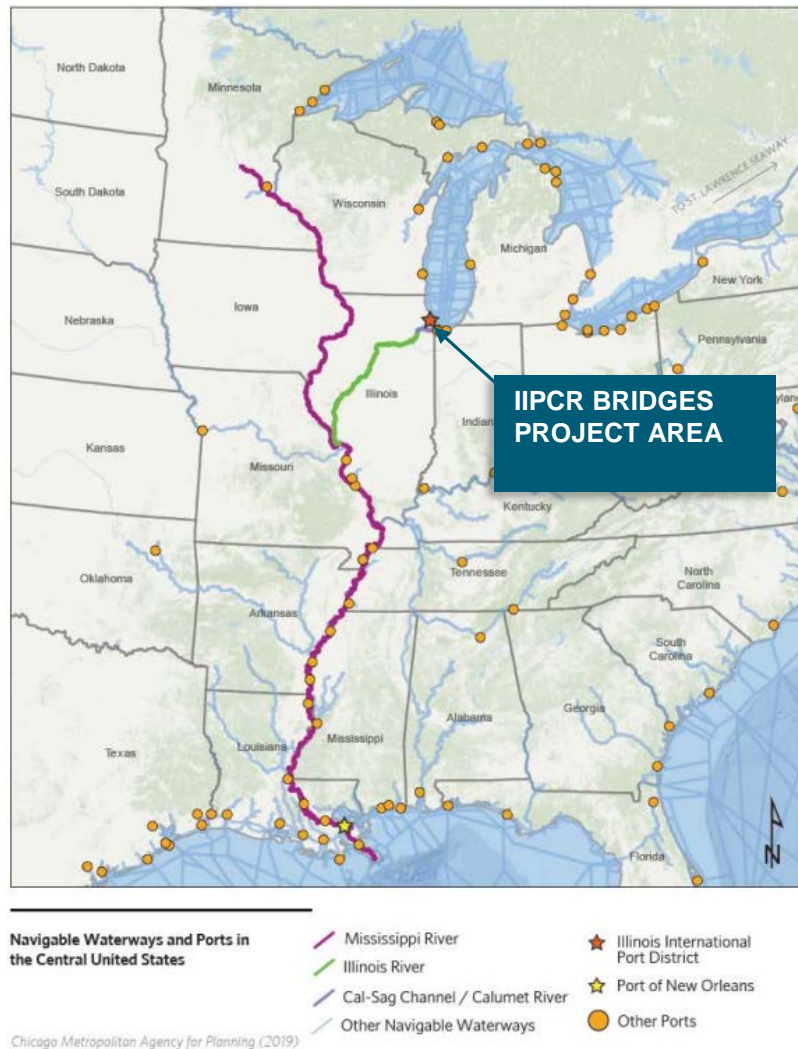 North Dakota
Minnesota
South Dakota
Wisconsin
TO ST. LAWRENCE SEAWAY
Michigan
New York
Iowa
Nebraska
Pennsylvania
Illinois
IIPCR BRIDGES
PROJECT AREA
Kansas
Missouri
Kentucky
Oklahoma
Tennessee
North
Carolina
Arkansas
South
Carolina
Mississippi
Alabama
Georgia
Texas
Louisiana
Florida
N
Navigable Waterways and Ports in
the Central United States
Mississippi River
Illinois River
Cal-Sag Channel / Calumet River
Other Navigable Waterways
Illinois International
Port District
Port of New Orleans
Other Ports
Chicago Metropolitan Agency for Planning (2019)